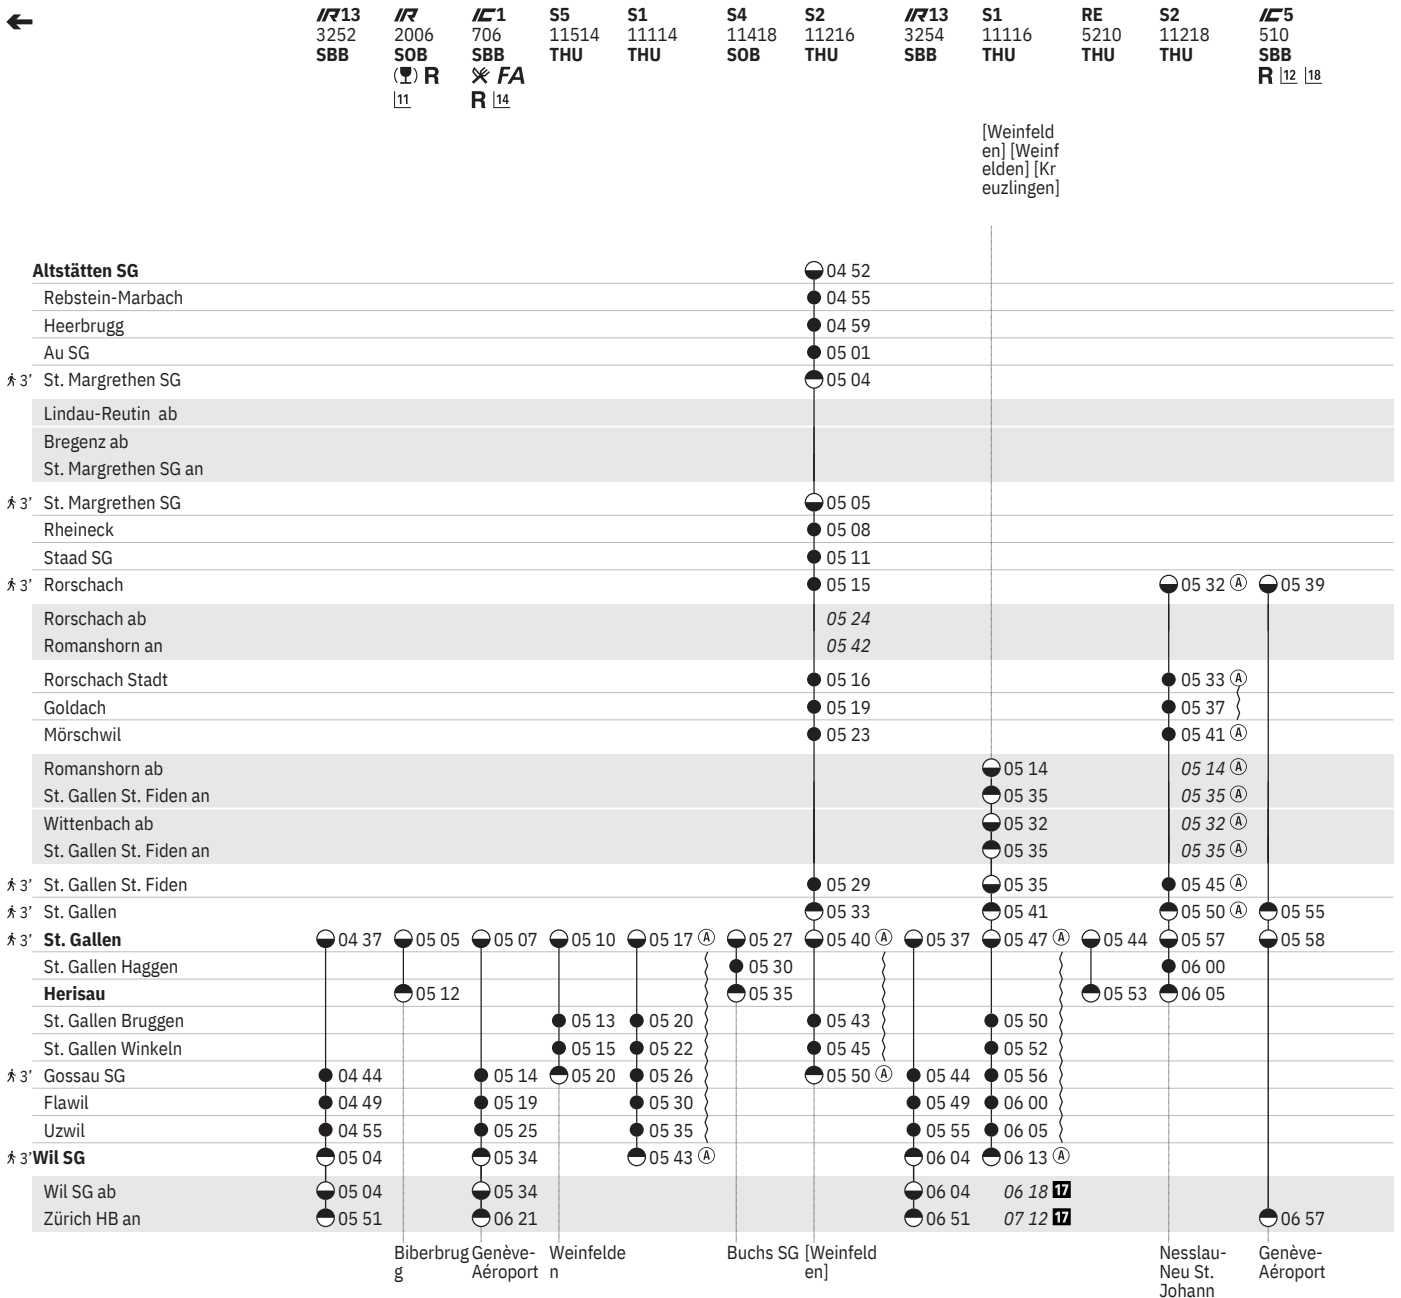 IR13 IR IC1 S5 S1 S4 S2 IR13 S1 RE S2 IC5
3252 2006 706 11514 11114 11418 11216 3254 11116 5210 11218 510
SBB SOB SBB THU THU SOB THU SBB THU THU THU SBB
R FA R 12 18
11 R 14
[Weinfeld
en] [Weinf
elden] [Kr
euzlingen]
Altstätten SG 04 52
Rebstein-Marbach 04 55
Heerbrugg 04 59
Au SG 05 01
3' St. Margrethen SG 05 04
Lindau-Reutin ab
Bregenz ab
St. Margrethen SG an
3' St. Margrethen SG 05 05
Rheineck 05 08
Staad SG 05 11
3' Rorschach 05 15 05 32 A 05 39
Rorschach ab 05 24
Romanshorn an 05 42
Rorschach Stadt 05 16 05 33 A
Goldach 05 19 05 37
Mörschwil 05 23 05 41 A
Romanshorn ab 05 14 05 14 A
St. Gallen St. Fiden an 05 35 05 35 A
Wittenbach ab 05 32 05 32 A
St. Gallen St. Fiden an 05 35 05 35 A
3' St. Gallen St. Fiden 05 29 05 35 05 45 A
3' St. Gallen 05 33 05 41 05 50 A 05 55
3' St. Gallen 04 37 05 05 05 07 05 10 05 17 A 05 27 05 40 A 05 37 05 47 A 05 44 05 57 05 58
St. Gallen Haggen 05 30 06 00
Herisau 05 12 05 35 05 53 06 05
St. Gallen Bruggen 05 13 05 20 05 43 05 50
St. Gallen Winkeln 05 15 05 22 05 45 05 52
3' Gossau SG 04 44 05 14 05 20 05 26 05 50 A 05 44 05 56
Flawil 04 49 05 19 05 30 05 49 06 00
Uzwil 04 55 05 25 05 35 05 55 06 05
3' Wil SG 05 04 05 34 05 43 A 06 04 06 13 A
Wil SG ab 05 04 05 34 06 04 06 18 17
Zürich HB an 05 51 06 21 06 51 07 12 17 06 57
Biberbrug Genève- Weinfelde Buchs SG [Weinfeld Nesslau- Genève-
g Aéroport n en] Neu St. Aéroport
Johann